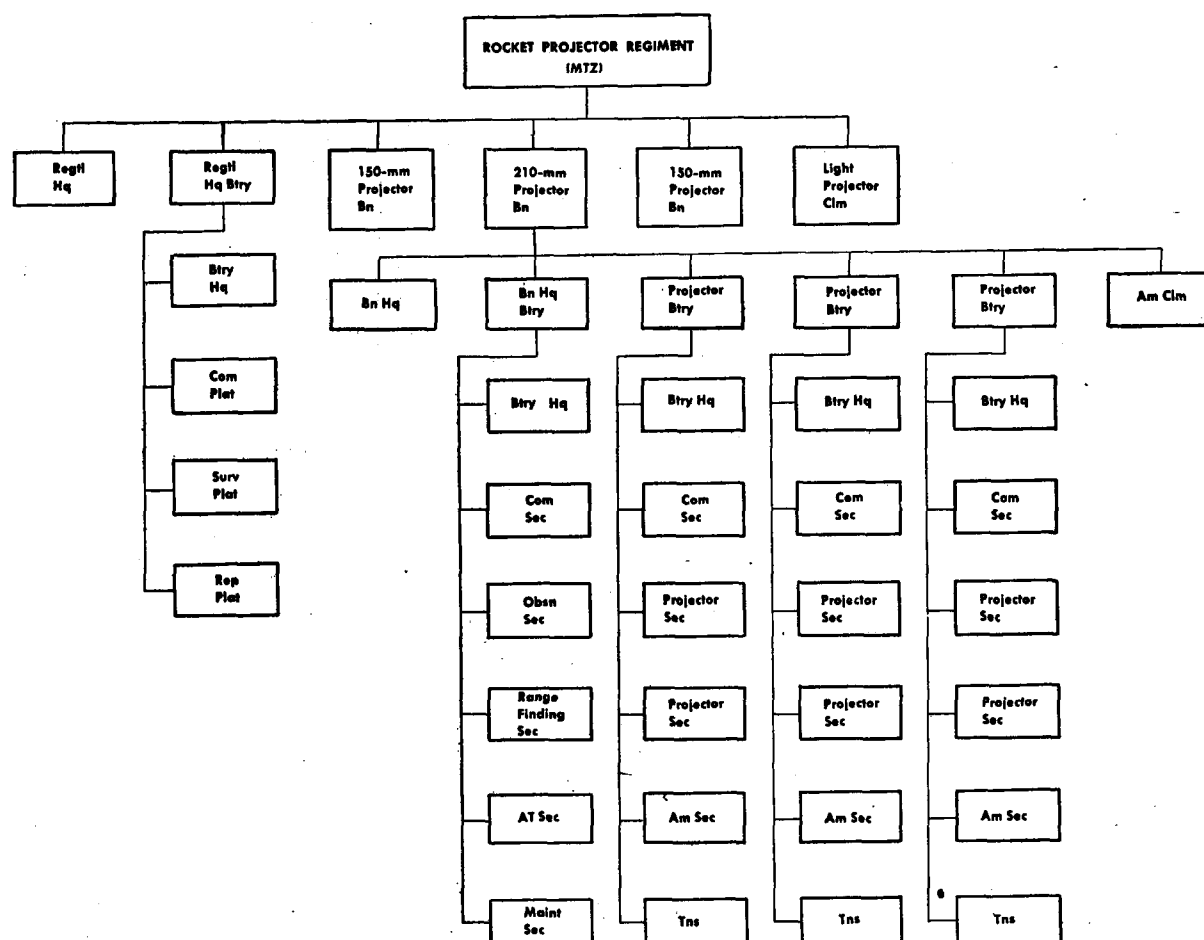 ROCKET PROJECTOR REGIMENT
(MTZ)
Regtl
Hq
Regtl
Hq Btry
150-mm
Projector
Bn
210-mm
Projector
Bn
150-mm
Projector
Bn
Light
Projector
Clm
Btry
Hq
Com
Plat
Surv
Plat
Rep
Plat
Bn Hq
Bn Hq
Btry
Projector
Btry
Projector
Btry
Projector
Btry
Am Clm
Btry Hq
Btry Hq
Btry Hq
Btry Hq
Com
Sec
Com
Sec
Com
Sec
Com
Sec
Obsn
Sec
Projector
Sec
Projector
Sec
Projector
Sec
Range
Finding
Sec
Projector
Sec
Projector
Sec
Projector
Sec
AT Sec
Am Sec
Am Sec
Am Sec
Maint
Sec
Tns
Tns
Tns